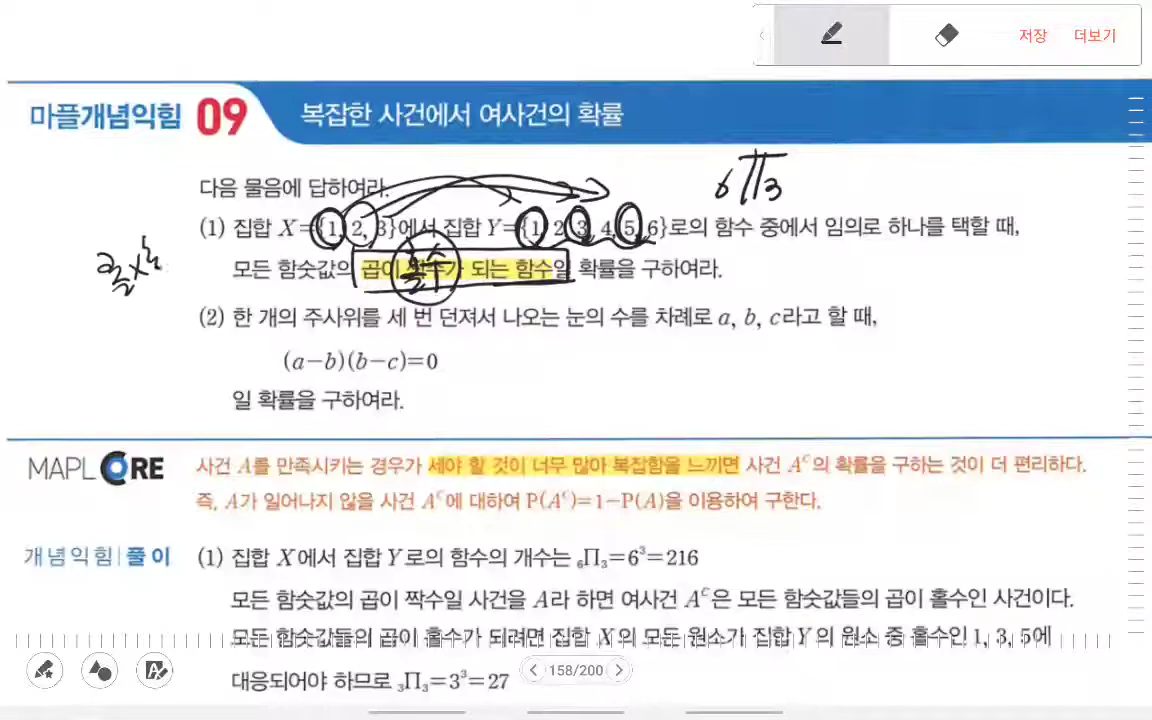 저장 더보기
마플개념익힘 09 복잡한 사건에서 여사건의 확률
6Π3
다음 물음에 답하여라.
(1) 집합 X={1, 2, 3}에서 집합 Y={1, 2, 3, 4, 5, 6}로의 함수 중에서 임의로 하나를 택할 때,
모든 함숫값의 곱이 짝수가 되는 함수일 확률을 구하여라.
홀수
(2) 한 개의 주사위를 세 번 던져서 나오는 눈의 수를 차례로 a, b, c라고 할 때,
(a-b)(b-c)=0
일 확률을 구하여라.
MAPL CORE 사건 A를 만족시키는 경우가 세야 할 것이 너무 많아 복잡함을 느끼면 사건 Aᶜ의 확률을 구하는 것이 더 편리하다.
즉, A가 일어나지 않을 사건 Aᶜ에 대하여 P(Aᶜ)=1-P(A)을 이용하여 구한다.
개념익힘 | 풀이 (1) 집합 X에서 집합 Y로의 함수의 개수는 ₆Π₃=6³=216
모든 함숫값의 곱이 짝수일 사건을 A라 하면 여사건 Aᶜ은 모든 함숫값들의 곱이 홀수인 사건이다.
모든 함숫값들의 곱이 홀수가 되려면 집합 X의 모든 원소가 집합 Y의 원소 중 홀수인 1, 3, 5에
대응되어야 하므로 ₃Π₃=3³=27
158/200